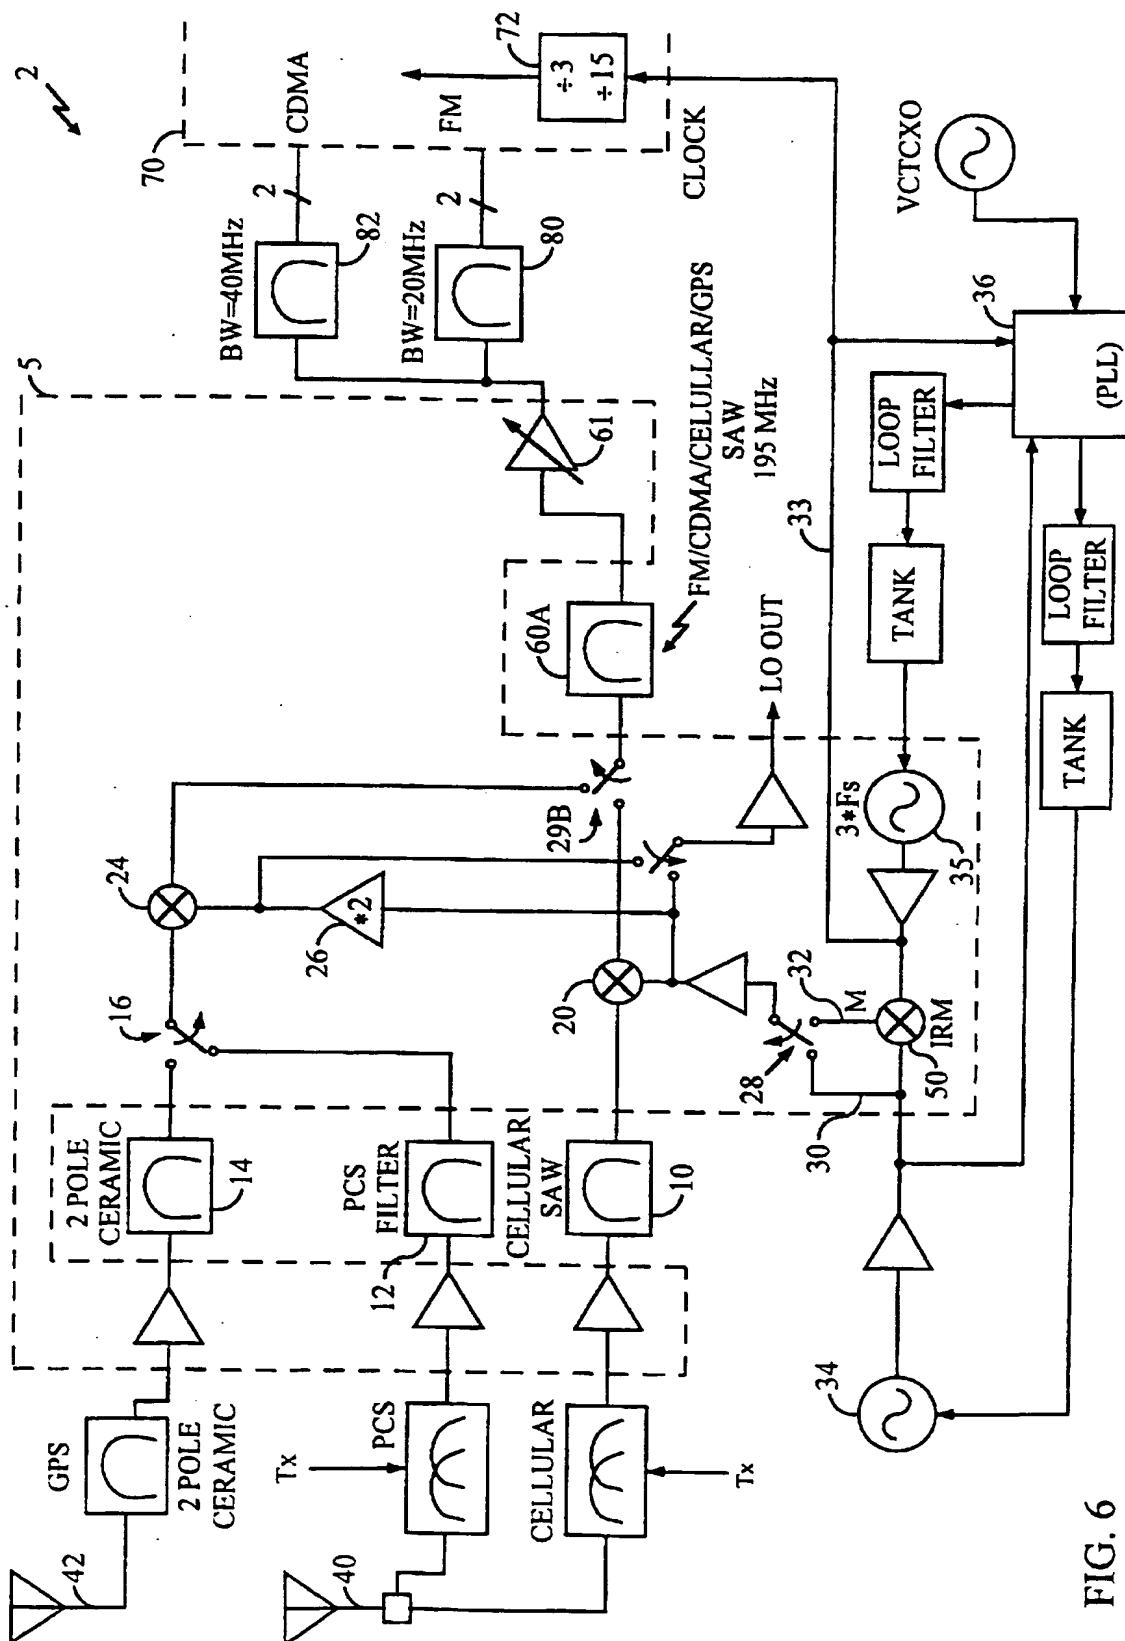 2
70
CDMA
FM
72
÷3
÷15
CLOCK
2
2
BW=40MHz
82
BW=20MHz
80
5
61
60A
FM/CDMA/CELULLAR/GPS
SAW
195 MHz
24
26
*2
29B
LO OUT
16
20
28
32
M
50
IRM
30
33
3*Fs
35
TANK
LOOP
FILTER
36
(PLL)
VCTCXO
LOOP
FILTER
TANK
34
2 POLE
CERAMIC
14
PCS
FILTER
12
CELLULAR
SAW
10
GPS
2 POLE
CERAMIC
42
Tx
PCS
40
CELLULAR
Tx
FIG. 6